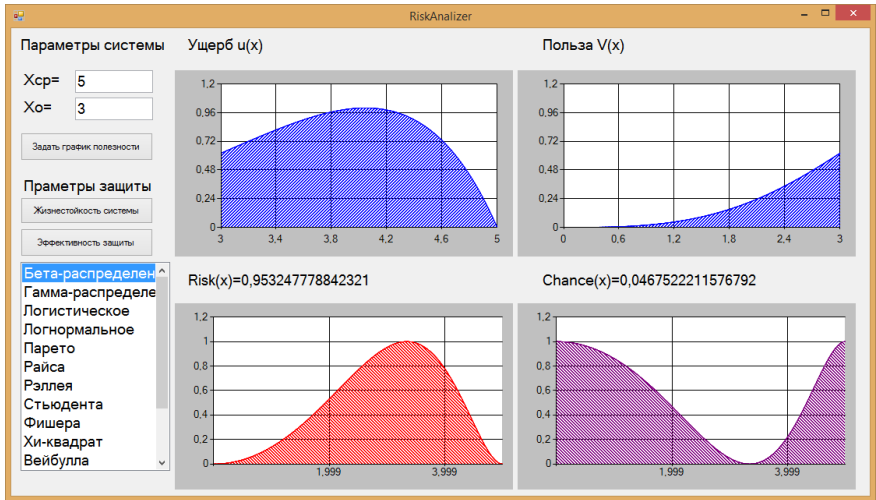 RiskAnalizer
Параметры системы
Xср= 5
Xo= 3
Задать график полезности
Праметры защиты
Жизнестойкость системы
Эффективность защиты
Бета-распределен
Гамма-распределе
Логистическое
Логнормальное
Парето
Райса
Рэллея
Стьюдента
Фишера
Хи-квадрат
Вейбулла
Ущерб u(x)
1,2
0,96
0,72
0,48
0,24
0
3 3,4 3,8 4,2 4,6 5
Польза V(x)
1,2
0,96
0,72
0,48
0,24
0
0 0,6 1,2 1,8 2,4 3
Risk(x)=0,953247778842321
1,2
1
0,8
0,6
0,4
0,2
0
1,999 3,999
Chance(x)=0,0467522211576792
1,2
1
0,8
0,6
0,4
0,2
0
1,999 3,999